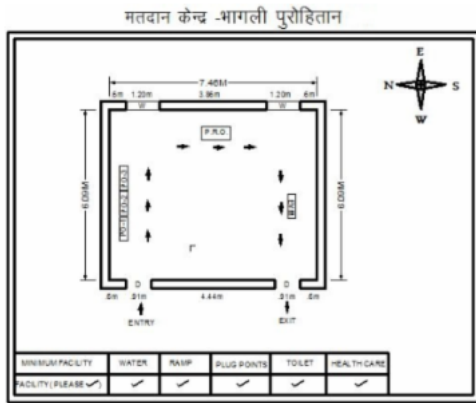 मतदान केन्द्र -भागली पुरोहितान
E
N S
W
7.46M
.6m 1.20m 3.86m 1.20m .6m
W W
P.R.O.
6.09M
PO-1 PO-2 PO-3
6.09M
D D
.6m .91m 4.44m .91m .6m
ENTRY EXIT
MINIMUM FACILITY WATER RAMP PLUG POINTS TOILET HEALTH CARE
FACILITY ( PLEASE ✓ ) ✓ ✓ ✓ ✓ ✓